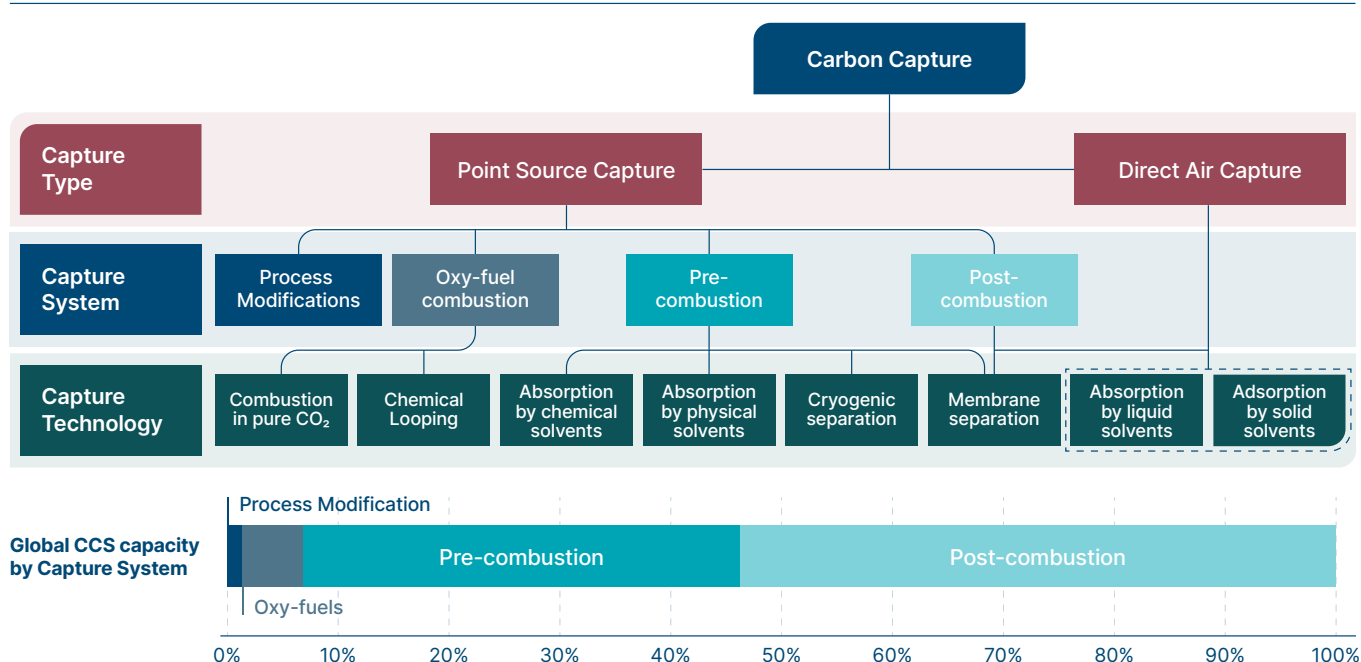 Carbon Capture
Capture
Type
Point Source Capture
Direct Air Capture
Capture
System
Process
Modifications
Oxy-fuel
combustion
Pre-
combustion
Post-
combustion
Capture
Technology
Combustion
in pure CO₂
Chemical
Looping
Absorption
by chemical
solvents
Absorption
by physical
solvents
Cryogenic
separation
Membrane
separation
Absorption
by liquid
solvents
Adsorption
by solid
solvents
Process Modification
Global CCS capacity
by Capture System
Pre-combustion
Post-combustion
Oxy-fuels
0% 10% 20% 30% 40% 50% 60% 70% 80% 90% 100%